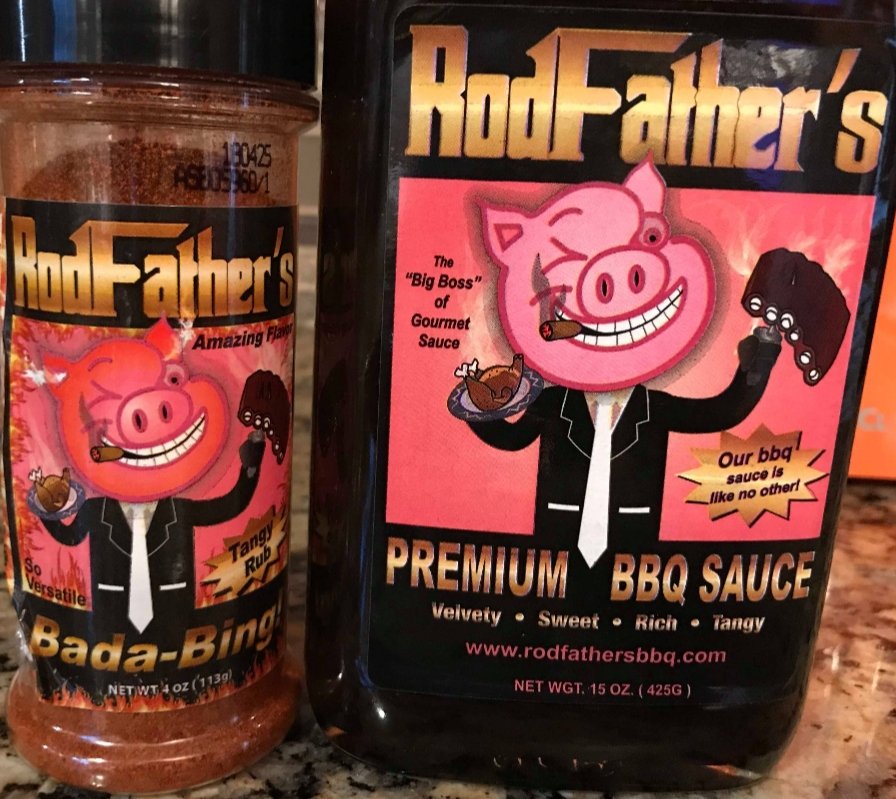 190425
RodFather's
Amazing Flavor
So
Versatile
Tangy
Rub
Bada-Bing!
NET WT 4 OZ (113g)
RodFather's
The
"Big Boss"
of
Gourmet
Sauce
Our bbq
sauce is
like no other!
PREMIUM BBQ SAUCE
Velvety • Sweet • Rich • Tangy
www.rodfathersbbq.com
NET WGT. 15 OZ. ( 425G )